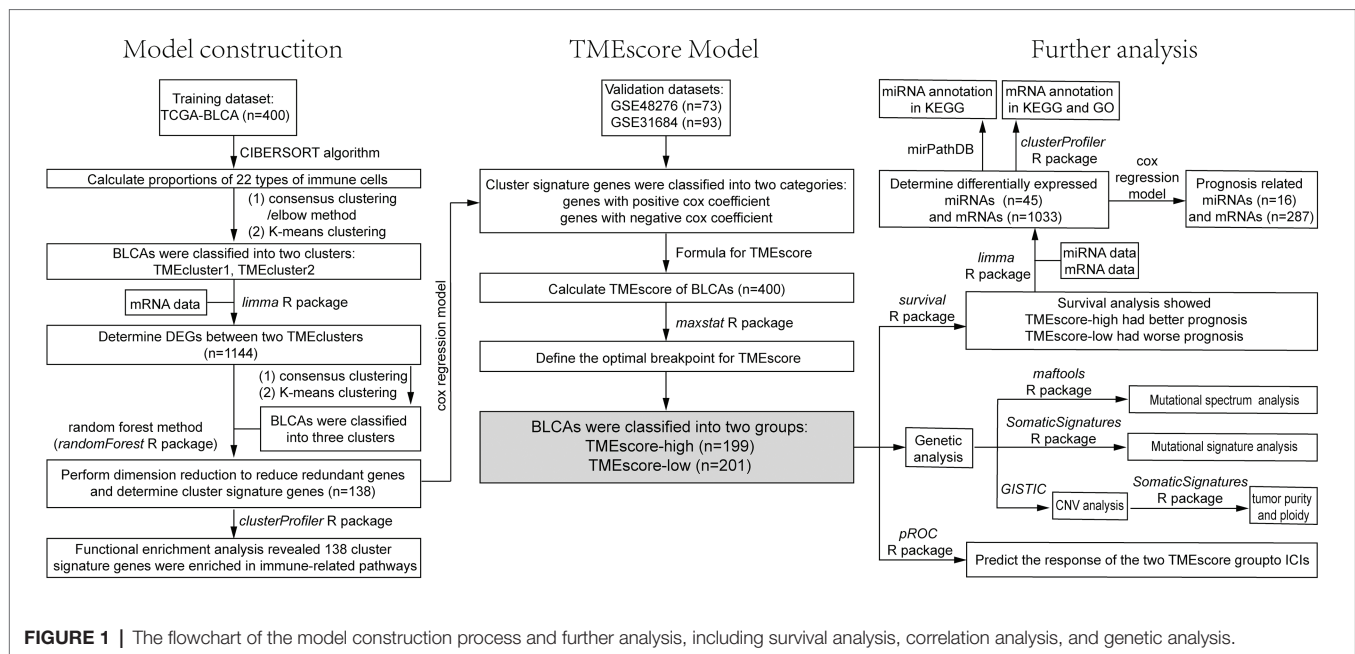 Model constructiton
Training dataset:
TCGA-BLCA (n=400)
CIBERSORT algorithm
Calculate proportions of 22 types of immune cells
(1) consensus clustering
/elbow method
(2) K-means clustering
BLCAs were classified into two clusters:
TMEcluster1, TMEcluster2
mRNA data
limma R package
Determine DEGs between two TMEclusters
(n=1144)
(1) consensus clustering
(2) K-means clustering
BLCAs were classified
into three clusters
random forest method
(randomForest R package)
Perform dimension reduction to reduce redundant genes
and determine cluster signature genes (n=138)
clusterProfiler R package
Functional enrichment analysis revealed 138 cluster
signature genes were enriched in immune-related pathways
cox regression model
TMEscore Model
Validation datasets:
GSE48276 (n=73)
GSE31684 (n=93)
Cluster signature genes were classified into two categories:
genes with positive cox coefficient
genes with negative cox coefficient
Formula for TMEscore
Calculate TMEscore of BLCAs (n=400)
maxstat R package
Define the optimal breakpoint for TMEscore
BLCAs were classified into two groups:
TMEscore-high (n=199)
TMEscore-low (n=201)
Further analysis
miRNA annotation
in KEGG
mRNA annotation
in KEGG and GO
mirPathDB
clusterProfiler
R package
Determine differentially expressed
miRNAs (n=45)
and mRNAs (n=1033)
cox
regression
model
Prognosis related
miRNAs (n=16)
and mRNAs (n=287)
limma
R package
miRNA data
mRNA data
survival
R package
Survival analysis showed
TMEscore-high had better prognosis
TMEscore-low had worse prognosis
Genetic
analysis
maftools
R package
Mutational spectrum analysis
SomaticSignatures
R package
Mutational signature analysis
GISTIC
CNV analysis
SomaticSignatures
R package
tumor purity
and ploidy
pROC
R package
Predict the response of the two TMEscore groupto ICIs
FIGURE 1 | The flowchart of the model construction process and further analysis, including survival analysis, correlation analysis, and genetic analysis.